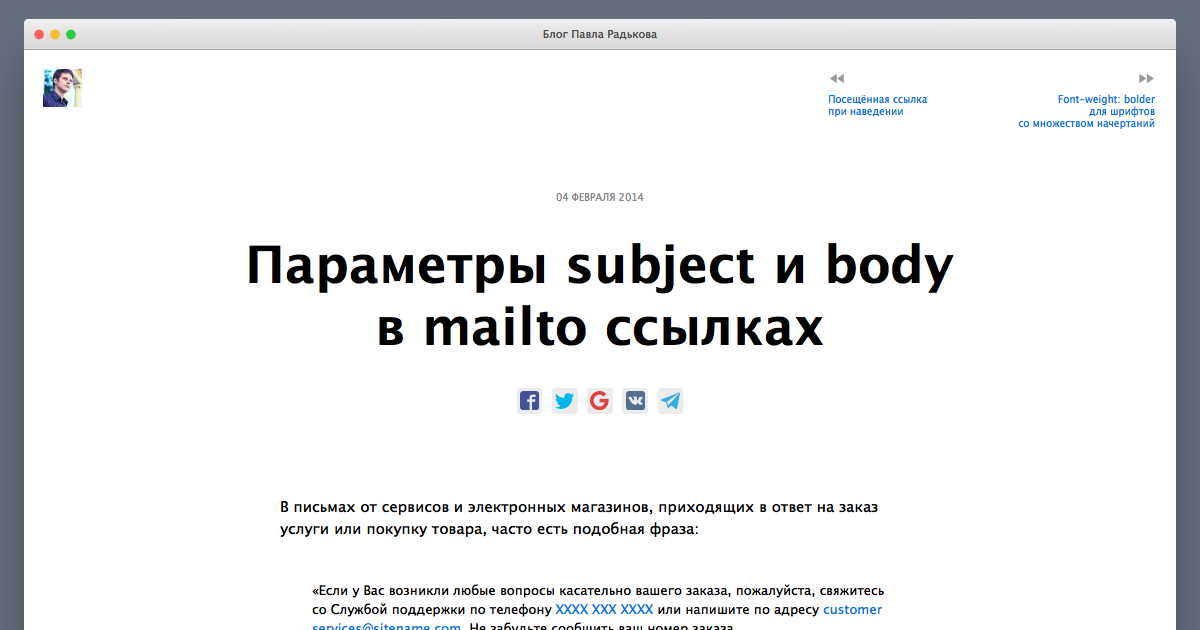 Блог Павла Радькова
Посещённая ссылка
при наведении
Font-weight: bolder
для шрифтов
со множеством начертаний
04 ФЕВРАЛЯ 2014
Параметры subject и body
в mailto ссылках
В письмах от сервисов и электронных магазинов, приходящих в ответ на заказ
услуги или покупку товара, часто есть подобная фраза:
«Если у Вас возникли любые вопросы касательно вашего заказа, пожалуйста, свяжитесь
со Службой поддержки по телефону XXXX XXX XXXX или напишите по адресу customer
services@sitename.com. Не забудьте сообщить ваш номер заказа